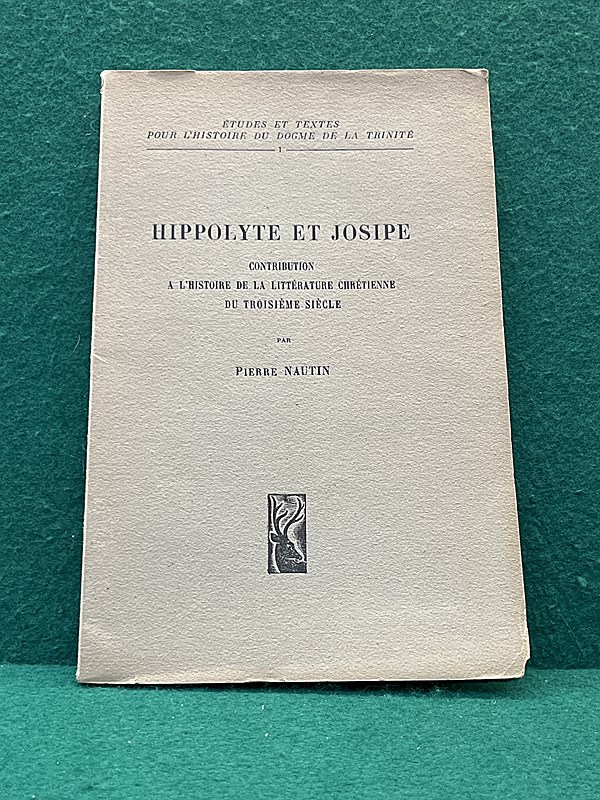 ÉTUDES ET TEXTES
POUR L'HISTOIRE DU DOGME DE LA TRINITÉ
1
HIPPOLYTE ET JOSIPE
CONTRIBUTION
A L'HISTOIRE DE LA LITTÉRATURE CHRÉTIENNE
DU TROISIÈME SIÈCLE
PAR
PIERRE NAUTIN